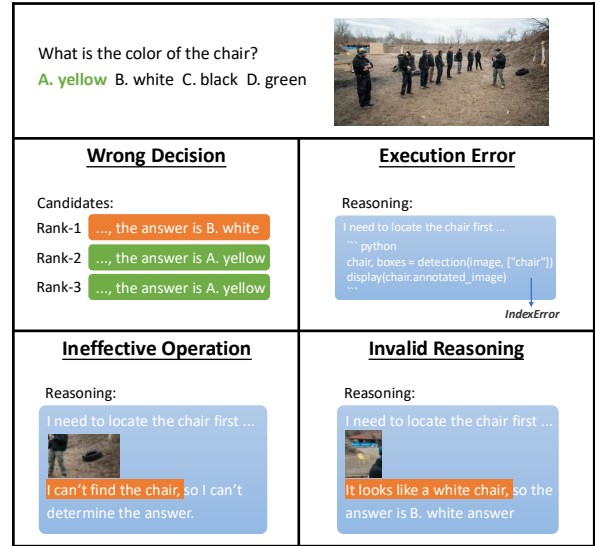 What is the color of the chair?
A. yellow B. white C. black D. green
Wrong Decision
Candidates:
Rank-1 ..., the answer is B. white
Rank-2 ..., the answer is A. yellow
Rank-3 ..., the answer is A. yellow
Execution Error
Reasoning:
I need to locate the chair first ...
``` python
chair, boxes = detection(image, ["chair"])
display(chair.annotated_image)
```
IndexError
Ineffective Operation
Reasoning:
I need to locate the chair first ...
I can't find the chair, so I can't
determine the answer.
Invalid Reasoning
Reasoning:
I need to locate the chair first ...
It looks like a white chair, so the
answer is B. white answer